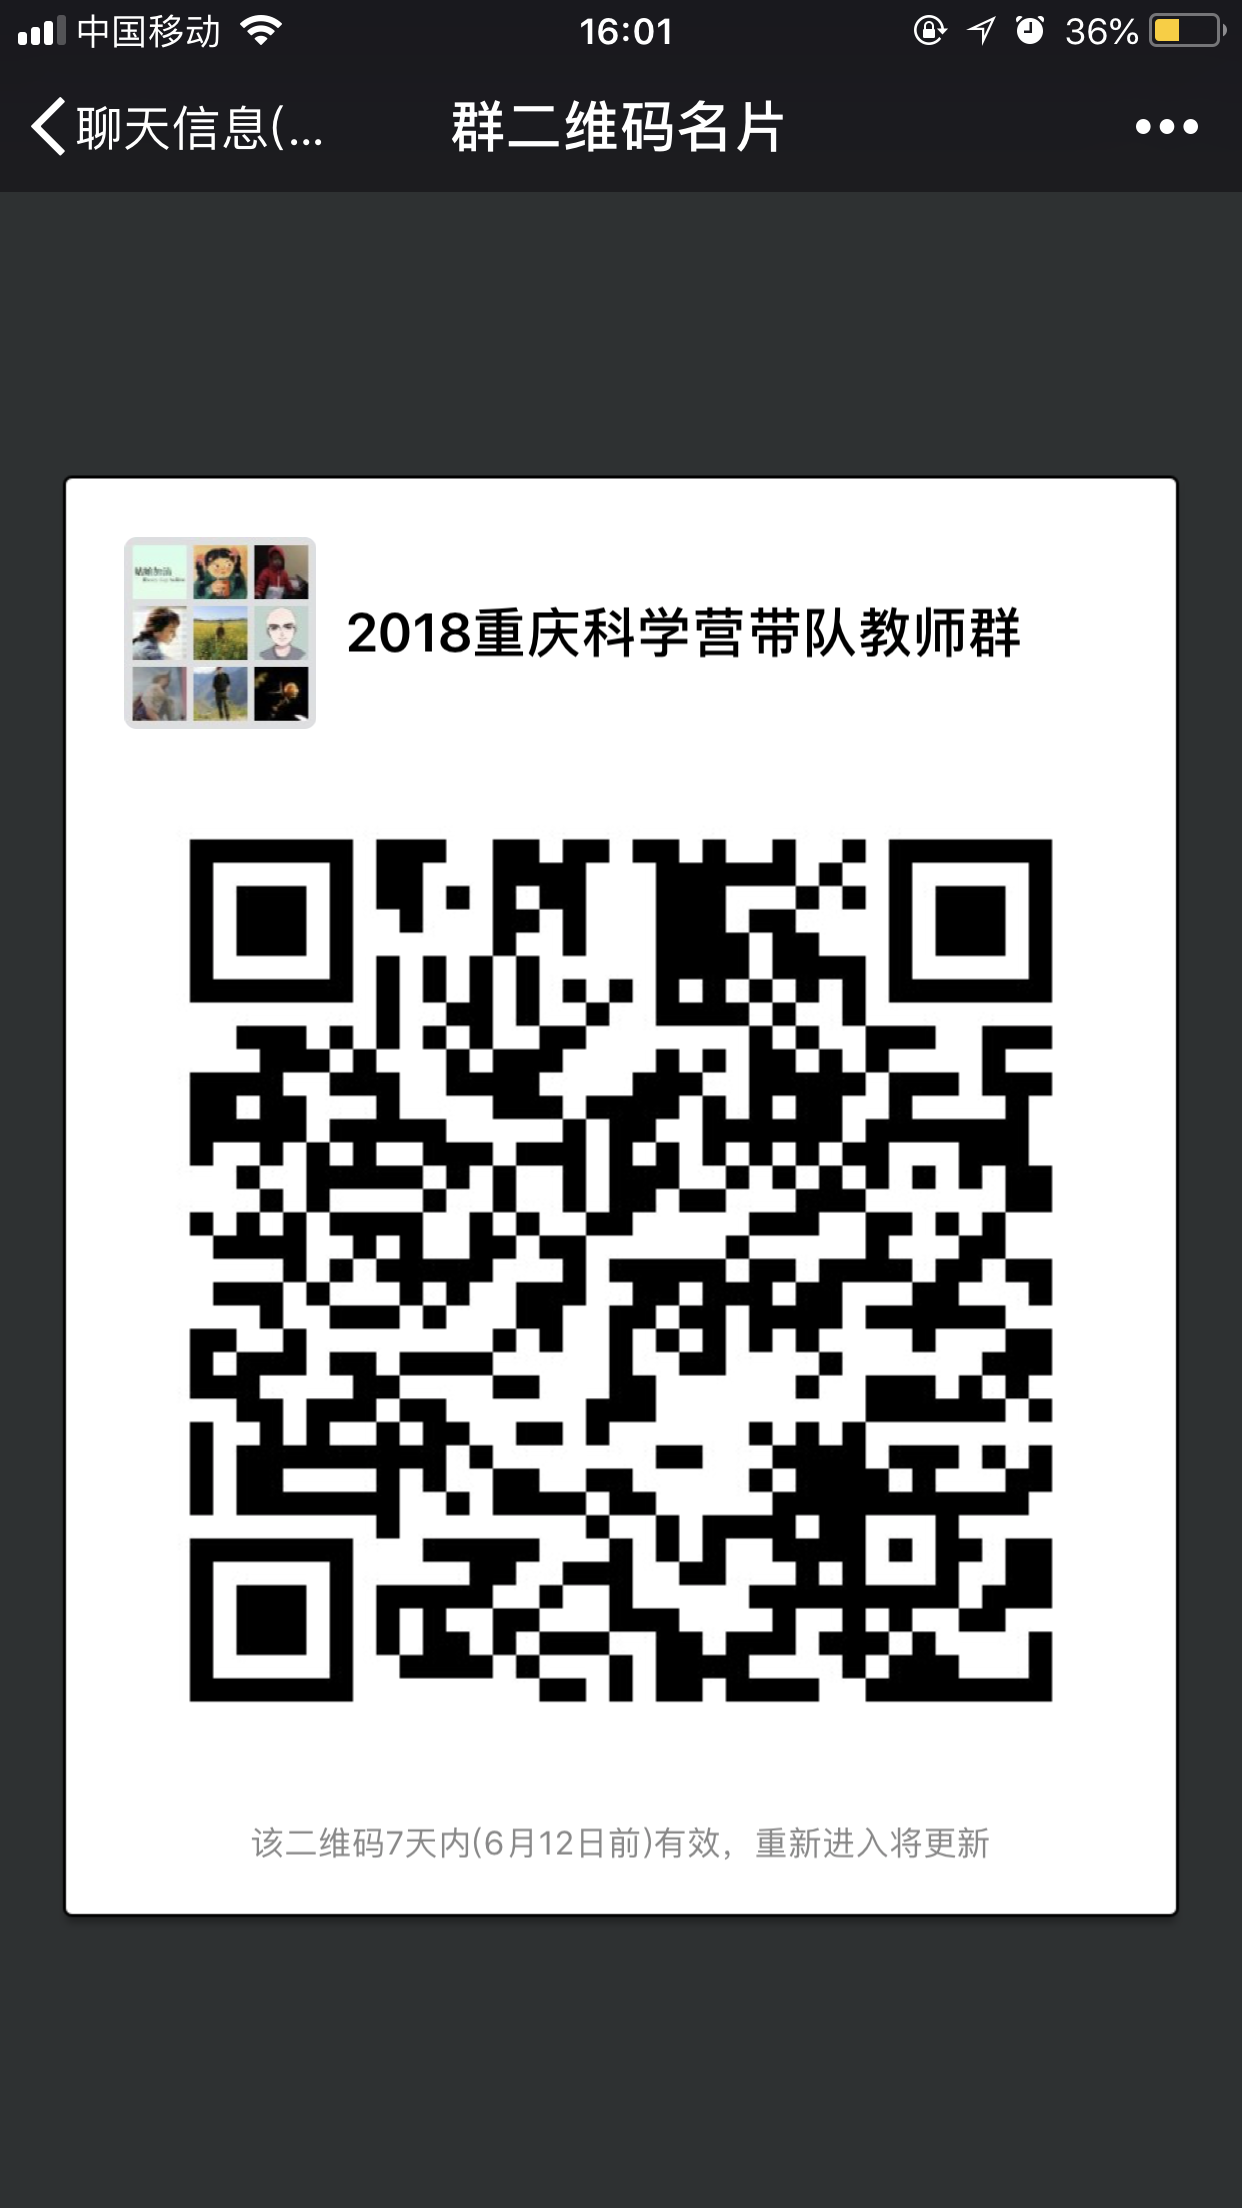 中国移动
16:01
36%
聊天信息(...
群二维码名片
2018重庆科学营带队教师群
该二维码7天内(6月12日前)有效，重新进入将更新